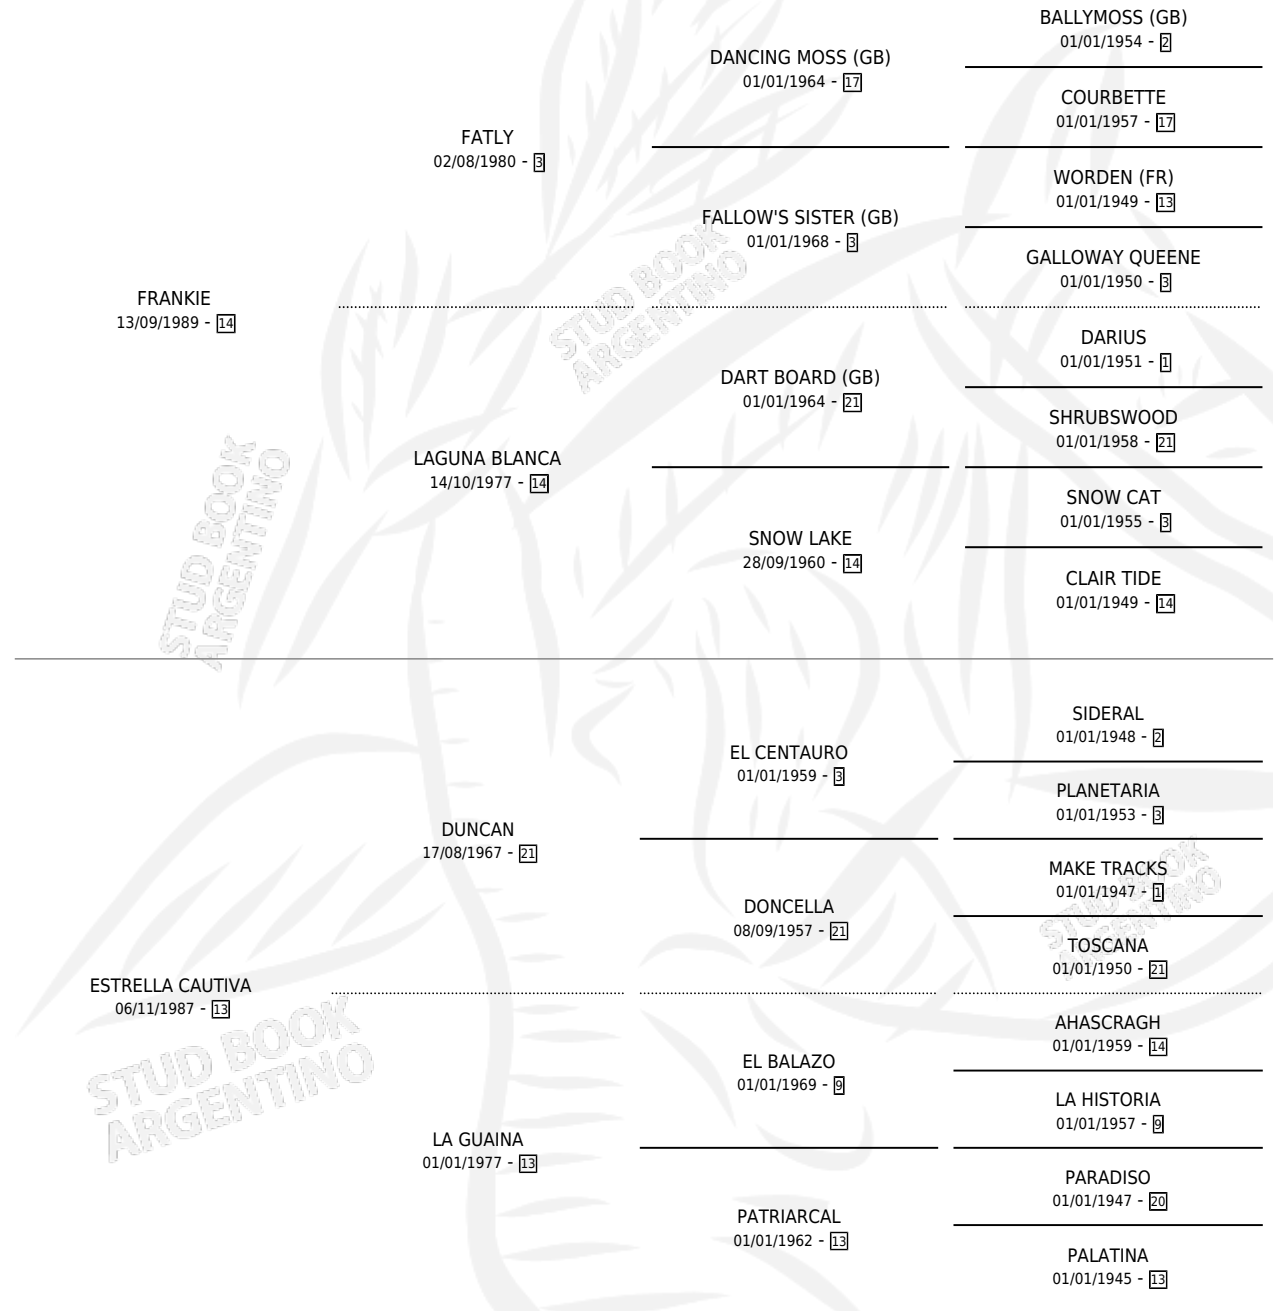 BALLYMOSS (GB)
01/01/1954 - 2
DANCING MOSS (GB)
01/01/1964 - 17
COURBETTE
01/01/1957 - 17
FATLY
02/08/1980 - 3
WORDEN (FR)
01/01/1949 - 13
FALLOW'S SISTER (GB)
01/01/1968 - 3
GALLOWAY QUEENE
01/01/1950 - 3
FRANKIE
13/09/1989 - 14
DARIUS
01/01/1951 - 1
DART BOARD (GB)
01/01/1964 - 21
SHRUBSWOOD
01/01/1958 - 21
LAGUNA BLANCA
14/10/1977 - 14
SNOW CAT
01/01/1955 - 3
SNOW LAKE
28/09/1960 - 14
CLAIR TIDE
01/01/1949 - 14
SIDERAL
01/01/1948 - 2
EL CENTAURO
01/01/1959 - 3
PLANETARIA
01/01/1953 - 3
DUNCAN
17/08/1967 - 21
MAKE TRACKS
01/01/1947 - 1
DONCELLA
08/09/1957 - 21
TOSCANA
01/01/1950 - 21
ESTRELLA CAUTIVA
06/11/1987 - 13
AHASCRAGH
01/01/1959 - 14
EL BALAZO
01/01/1969 - 9
LA HISTORIA
01/01/1957 - 9
LA GUAINA
01/01/1977 - 13
PARADISO
01/01/1947 - 20
PATRIARCAL
01/01/1962 - 13
PALATINA
01/01/1945 - 13
STUD BOOK
ARGENTINO
STUD BOOK
ARGENTINO
STUD BOOK
ARGENTINO
STUD BOOK
ARGENTINO